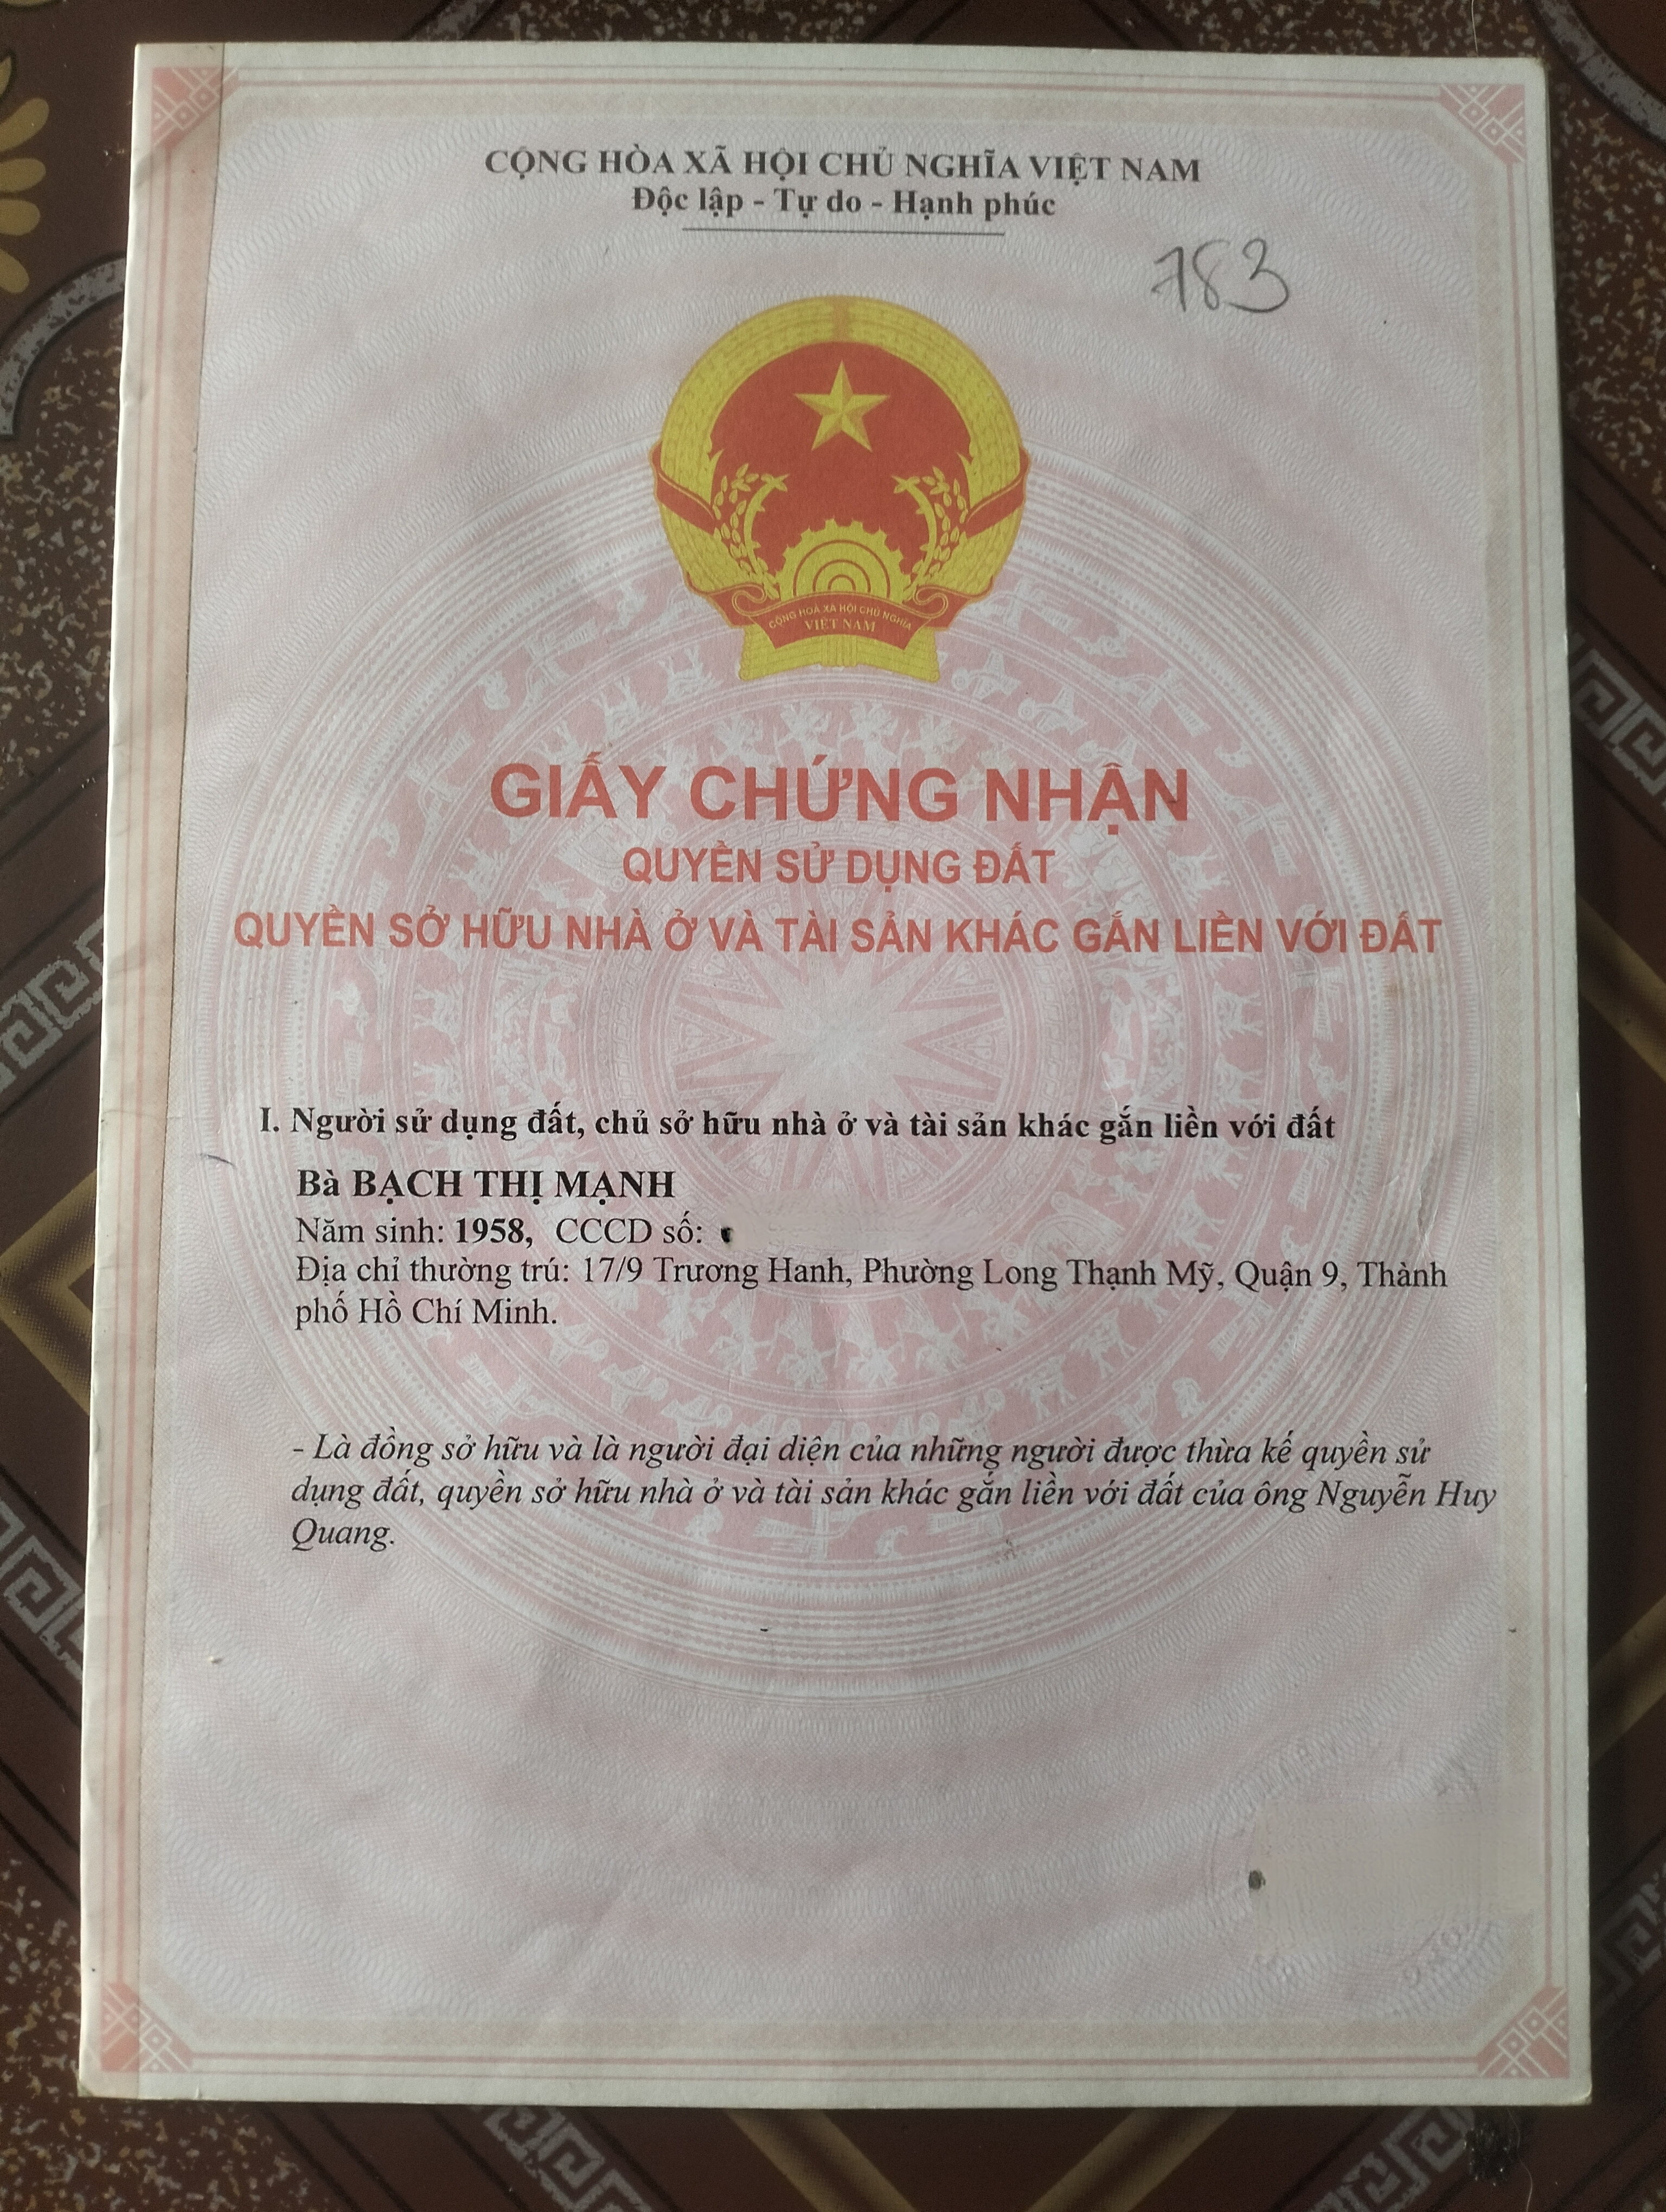 CỘNG HÒA XÃ HỘI CHỦ NGHĨA VIỆT NAM
Độc lập - Tự do - Hạnh phúc
783
CỘNG HOÀ XÃ HỘI CHỦ NGHĨA
VIỆT NAM
GIẤY CHỨNG NHẬN
QUYỀN SỬ DỤNG ĐẤT
QUYỀN SỞ HỮU NHÀ Ở VÀ TÀI SẢN KHÁC GẮN LIỀN VỚI ĐẤT
I. Người sử dụng đất, chủ sở hữu nhà ở và tài sản khác gắn liền với đất
Bà BẠCH THỊ MẠNH
Năm sinh: 1958, CCCD số:
Địa chỉ thường trú: 17/9 Trương Hanh, Phường Long Thạnh Mỹ, Quận 9, Thành
phố Hồ Chí Minh.
- Là đồng sở hữu và là người đại diện của những người được thừa kế quyền sử
dụng đất, quyền sở hữu nhà ở và tài sản khác gắn liền với đất của ông Nguyễn Huy
Quang.